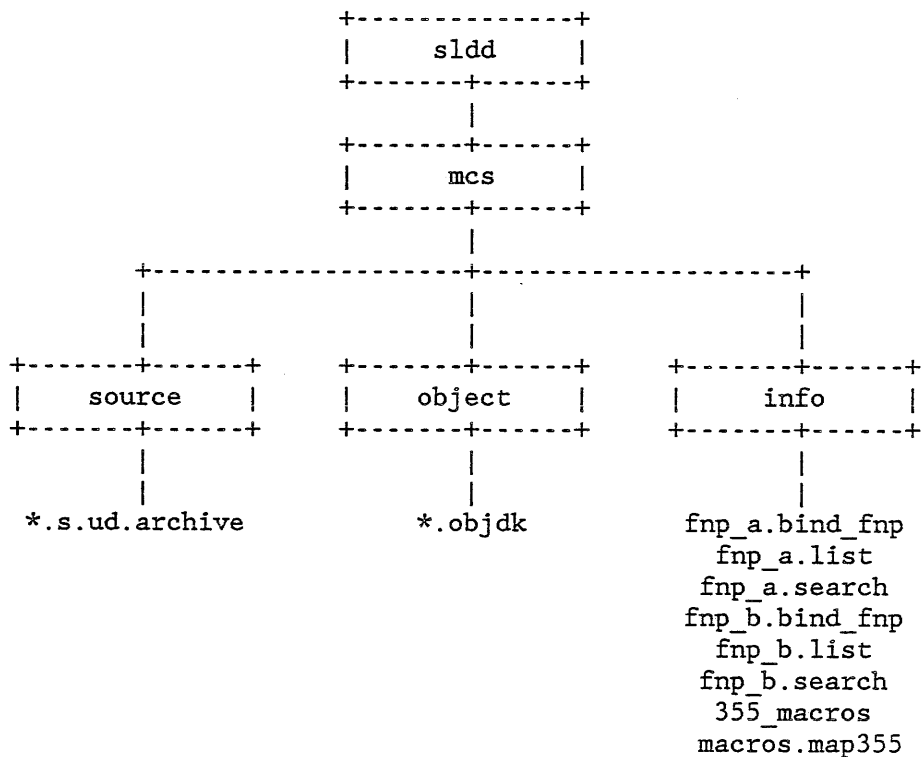 sldd
mcs
source object info
*.s.ud.archive *.objdk fnp_a.bind_fnp
fnp_a.list
fnp_a.search
fnp_b.bind_fnp
fnp_b.list
fnp_b.search
355_macros
macros.map355